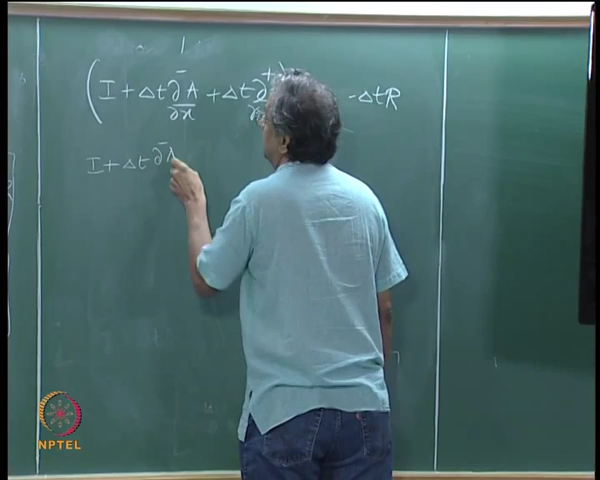 (I + Δt ∂⁻A/∂x + Δt ∂⁺ - ΔtR
I + Δt ∂⁻A
NPTEL